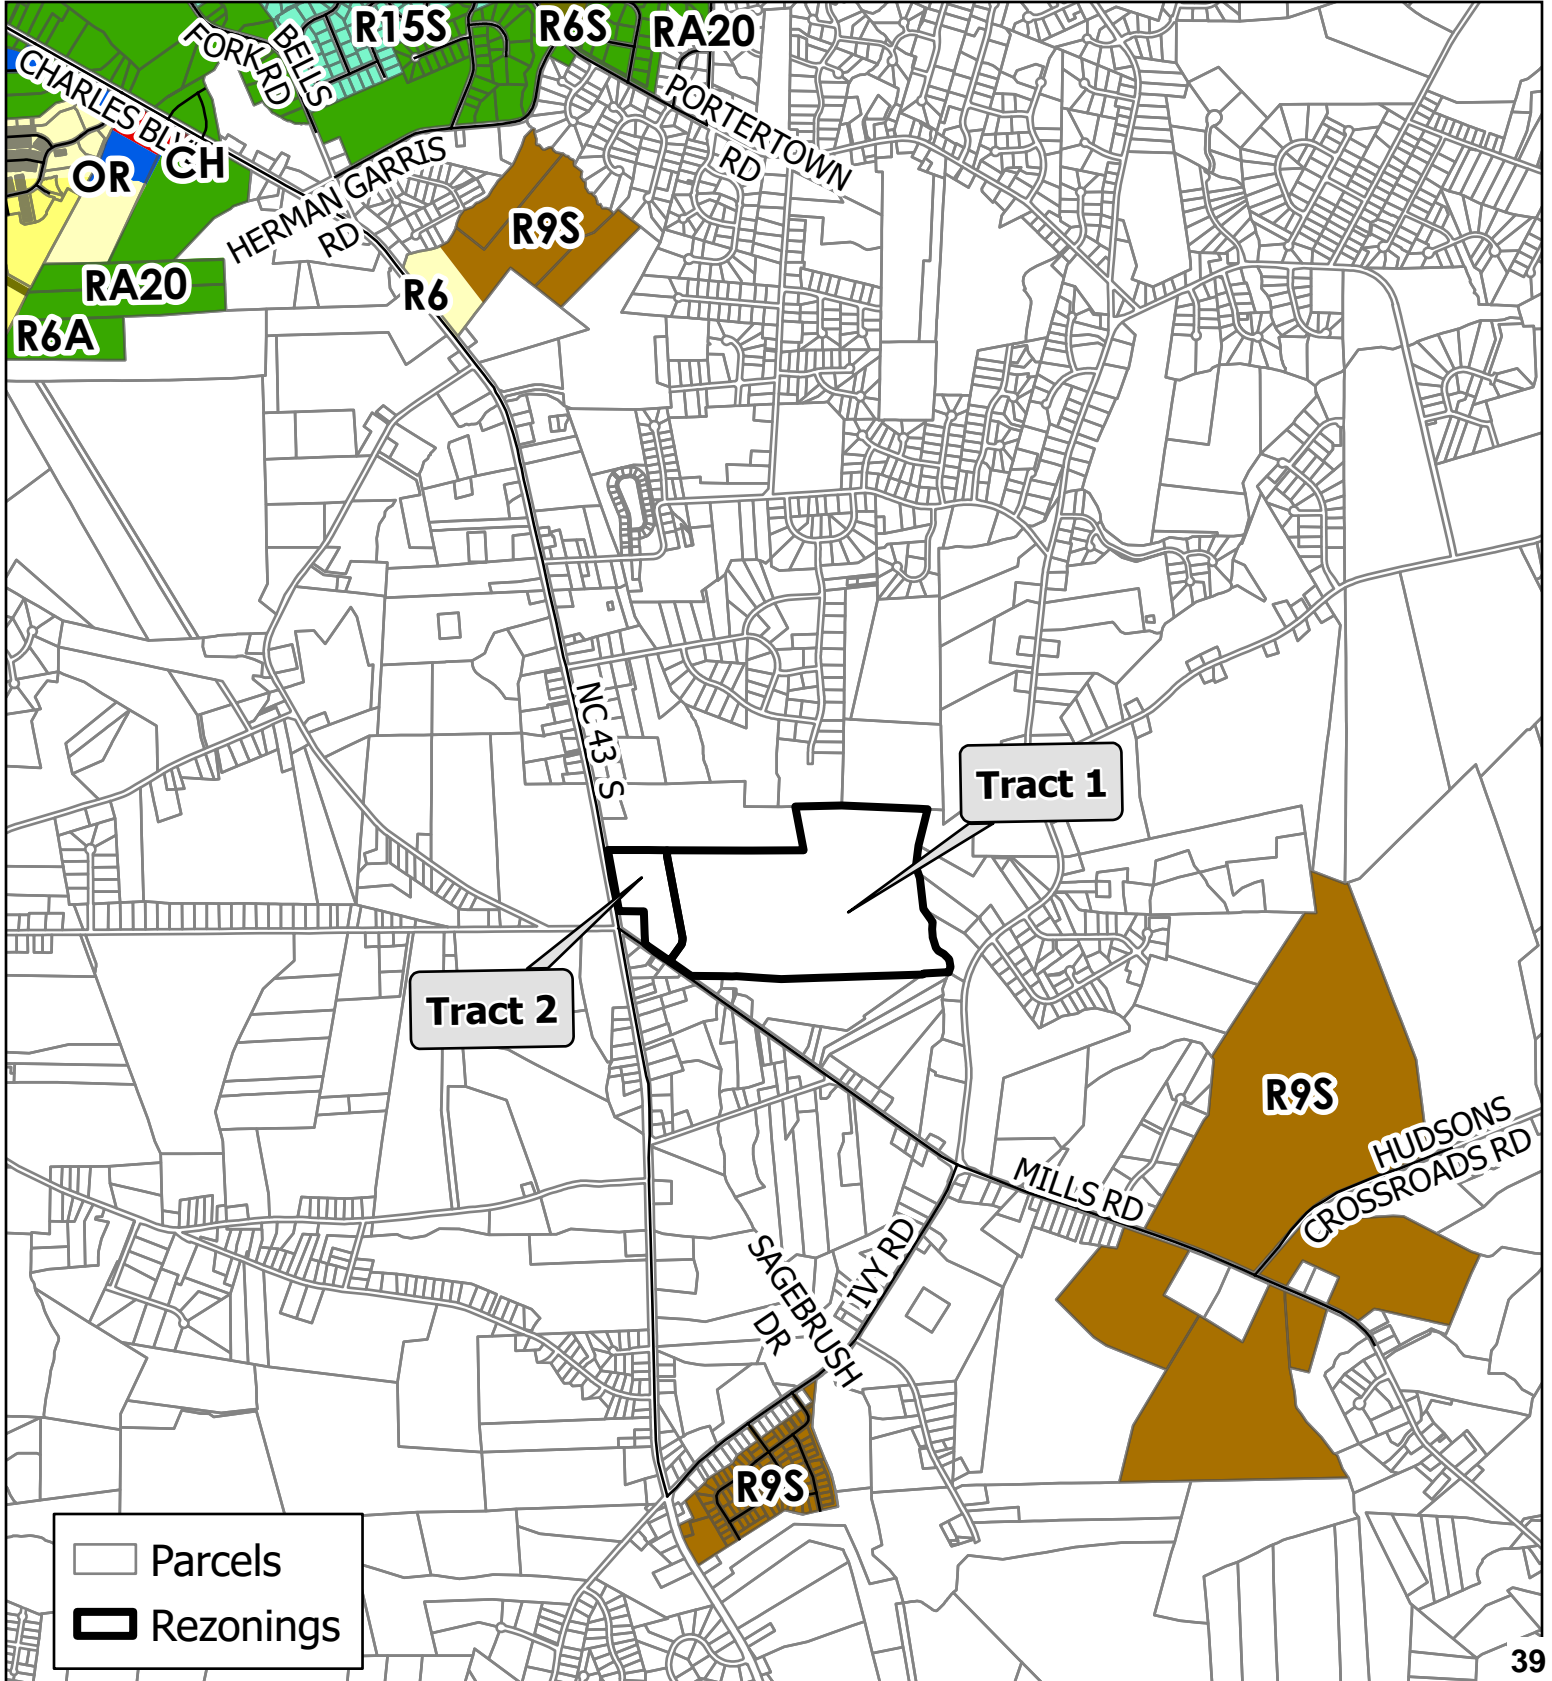 R15S
R6S
RA20
BELLS
FORK RD
CHARLES BLVD
PORTERTOWN
RD
OR
CH
HERMAN GARRIS
RD
R9S
RA20
R6
R6A
NC 43 S
Tract 1
Tract 2
R9S
HUDSONS
CROSSROADS RD
MILLS RD
IVY RD
SAGEBRUSH
DR
R9S
Parcels
Rezonings
39